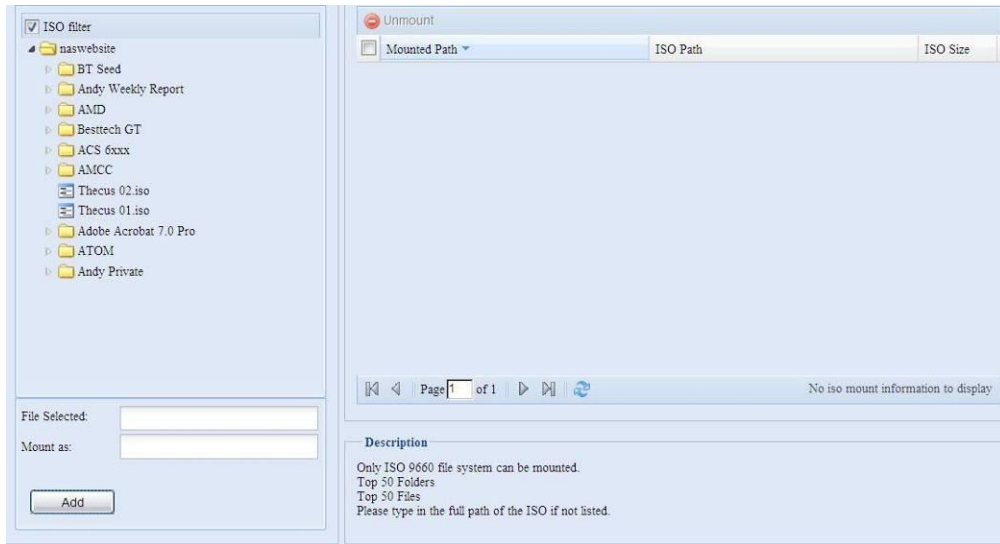 ISO filter
naswebsite
BT Seed
Andy Weekly Report
AMD
Besttech GT
ACS 6xxx
AMCC
Thecus 02.iso
Thecus 01.iso
Adobe Acrobat 7.0 Pro
ATOM
Andy Private
File Selected:
Mount as:
Add
Unmount
Mounted Path ISO Path ISO Size
Page 1 of 1 No iso mount information to display
Description
Only ISO 9660 file system can be mounted.
Top 50 Folders
Top 50 Files
Please type in the full path of the ISO if not listed.